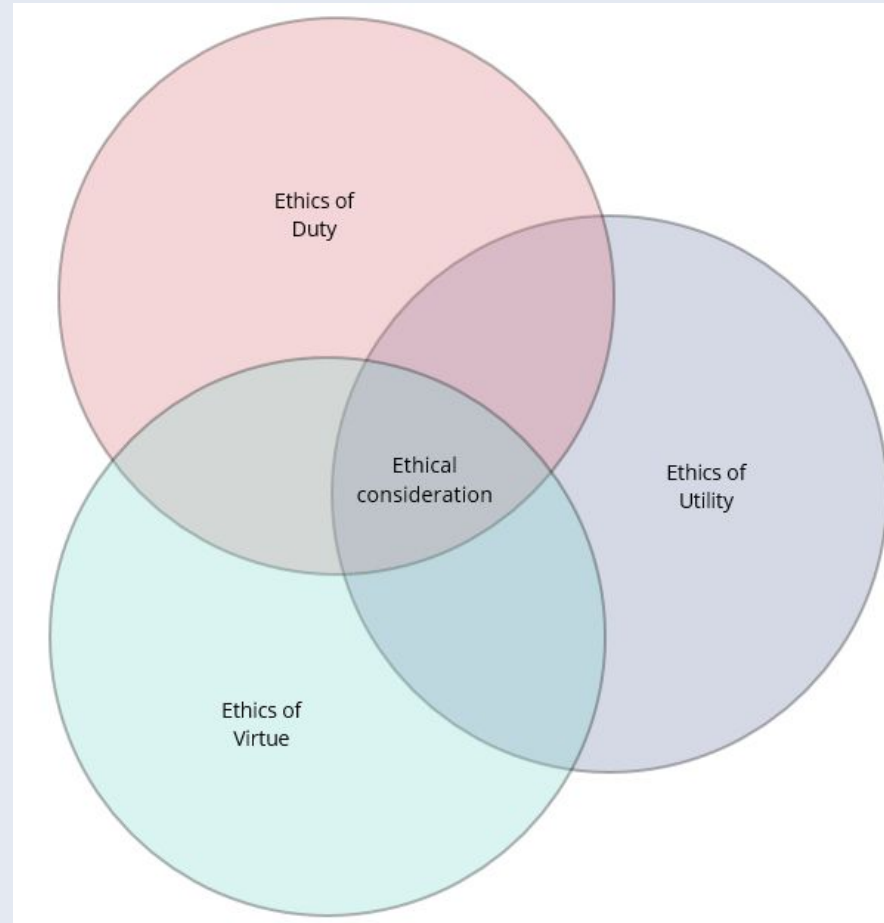 Ethics of
Duty
Ethical
consideration
Ethics of
Utility
Ethics of
Virtue